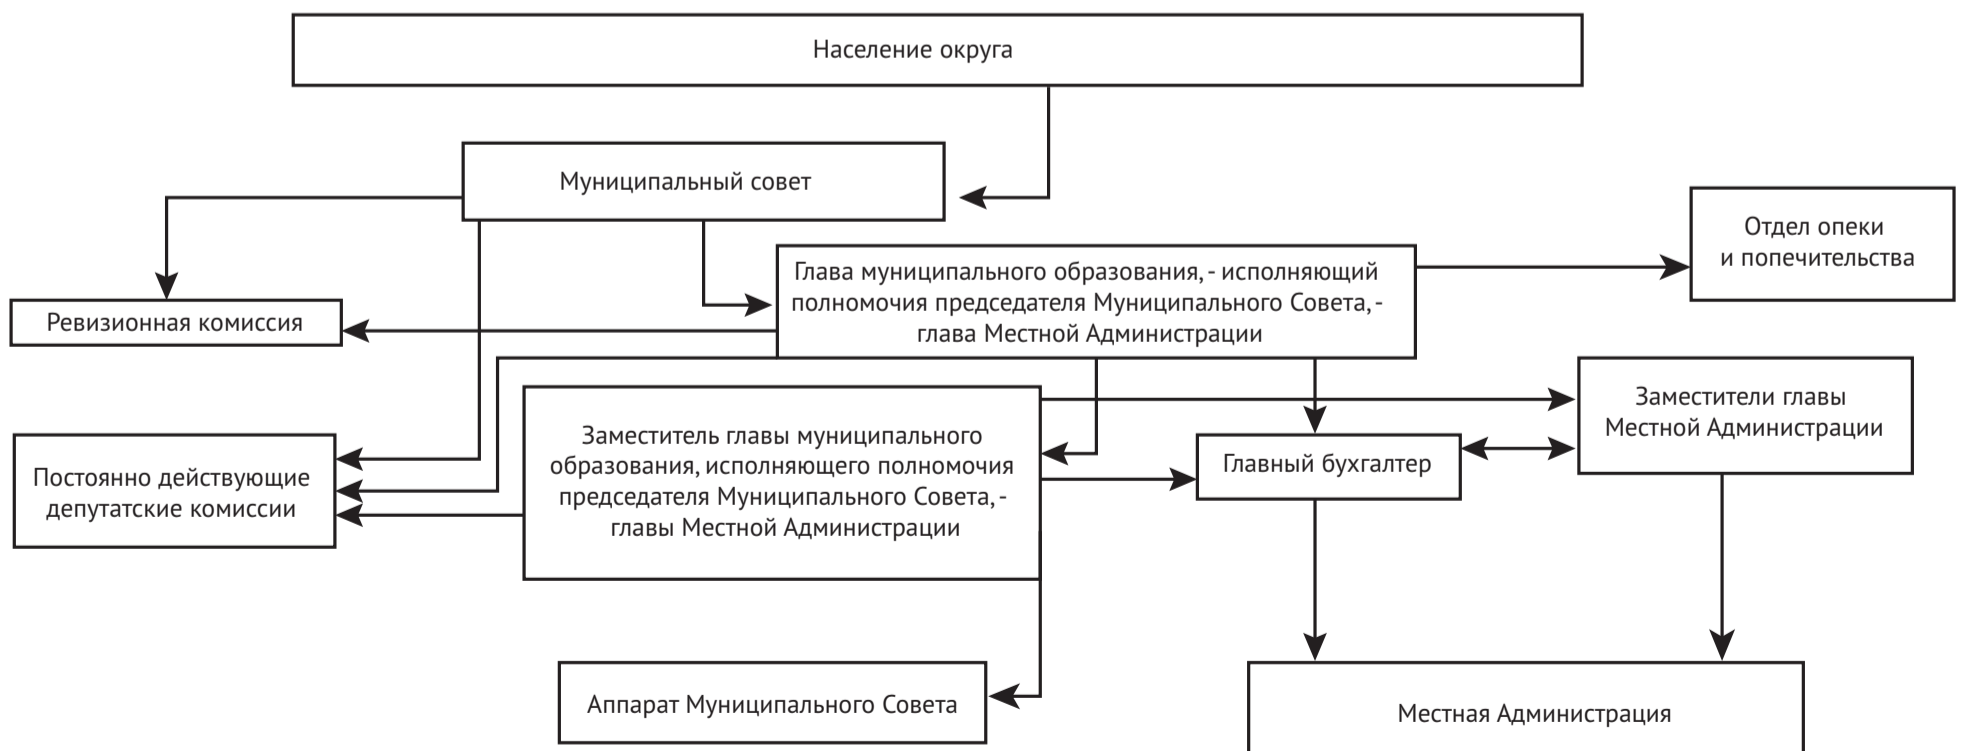 Население округа
Муниципальный совет
Отдел опеки
и попечительства
Глава муниципального образования, - исполняющий
полномочия председателя Муниципального Совета, -
глава Местной Администрации
Ревизионная комиссия
Заместители главы
Местной Администрации
Заместитель главы муниципального
образования, исполняющего полномочия
председателя Муниципального Совета, -
главы Местной Администрации
Главный бухгалтер
Постоянно действующие
депутатские комиссии
Аппарат Муниципального Совета
Местная Администрация